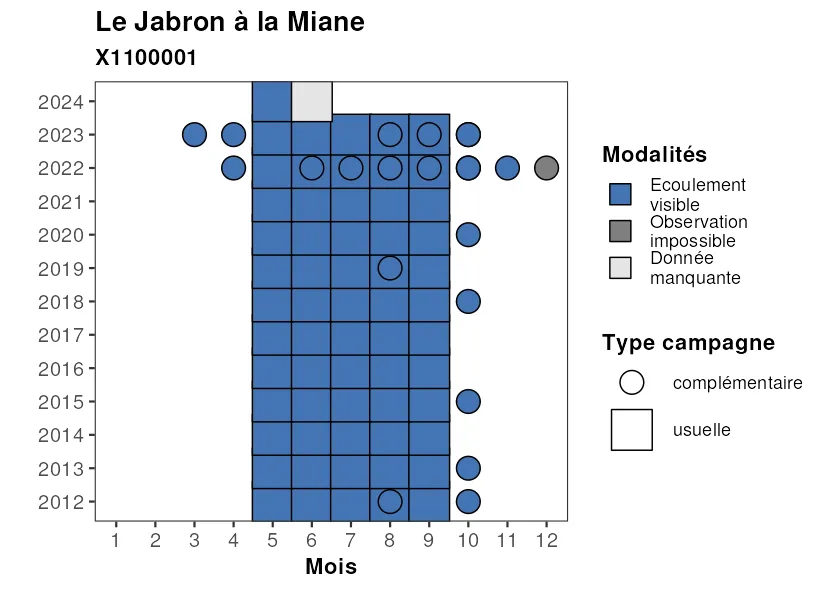 Le Jabron à la Miane
X1100001
2024
2023
2022
2021
2020
2019
2018
2017
2016
2015
2014
2013
2012
1 2 3 4 5 6 7 8 9 10 11 12
Mois
Modalités
Ecoulement
visible
Observation
impossible
Donnée
manquante
Type campagne
complémentaire
usuelle